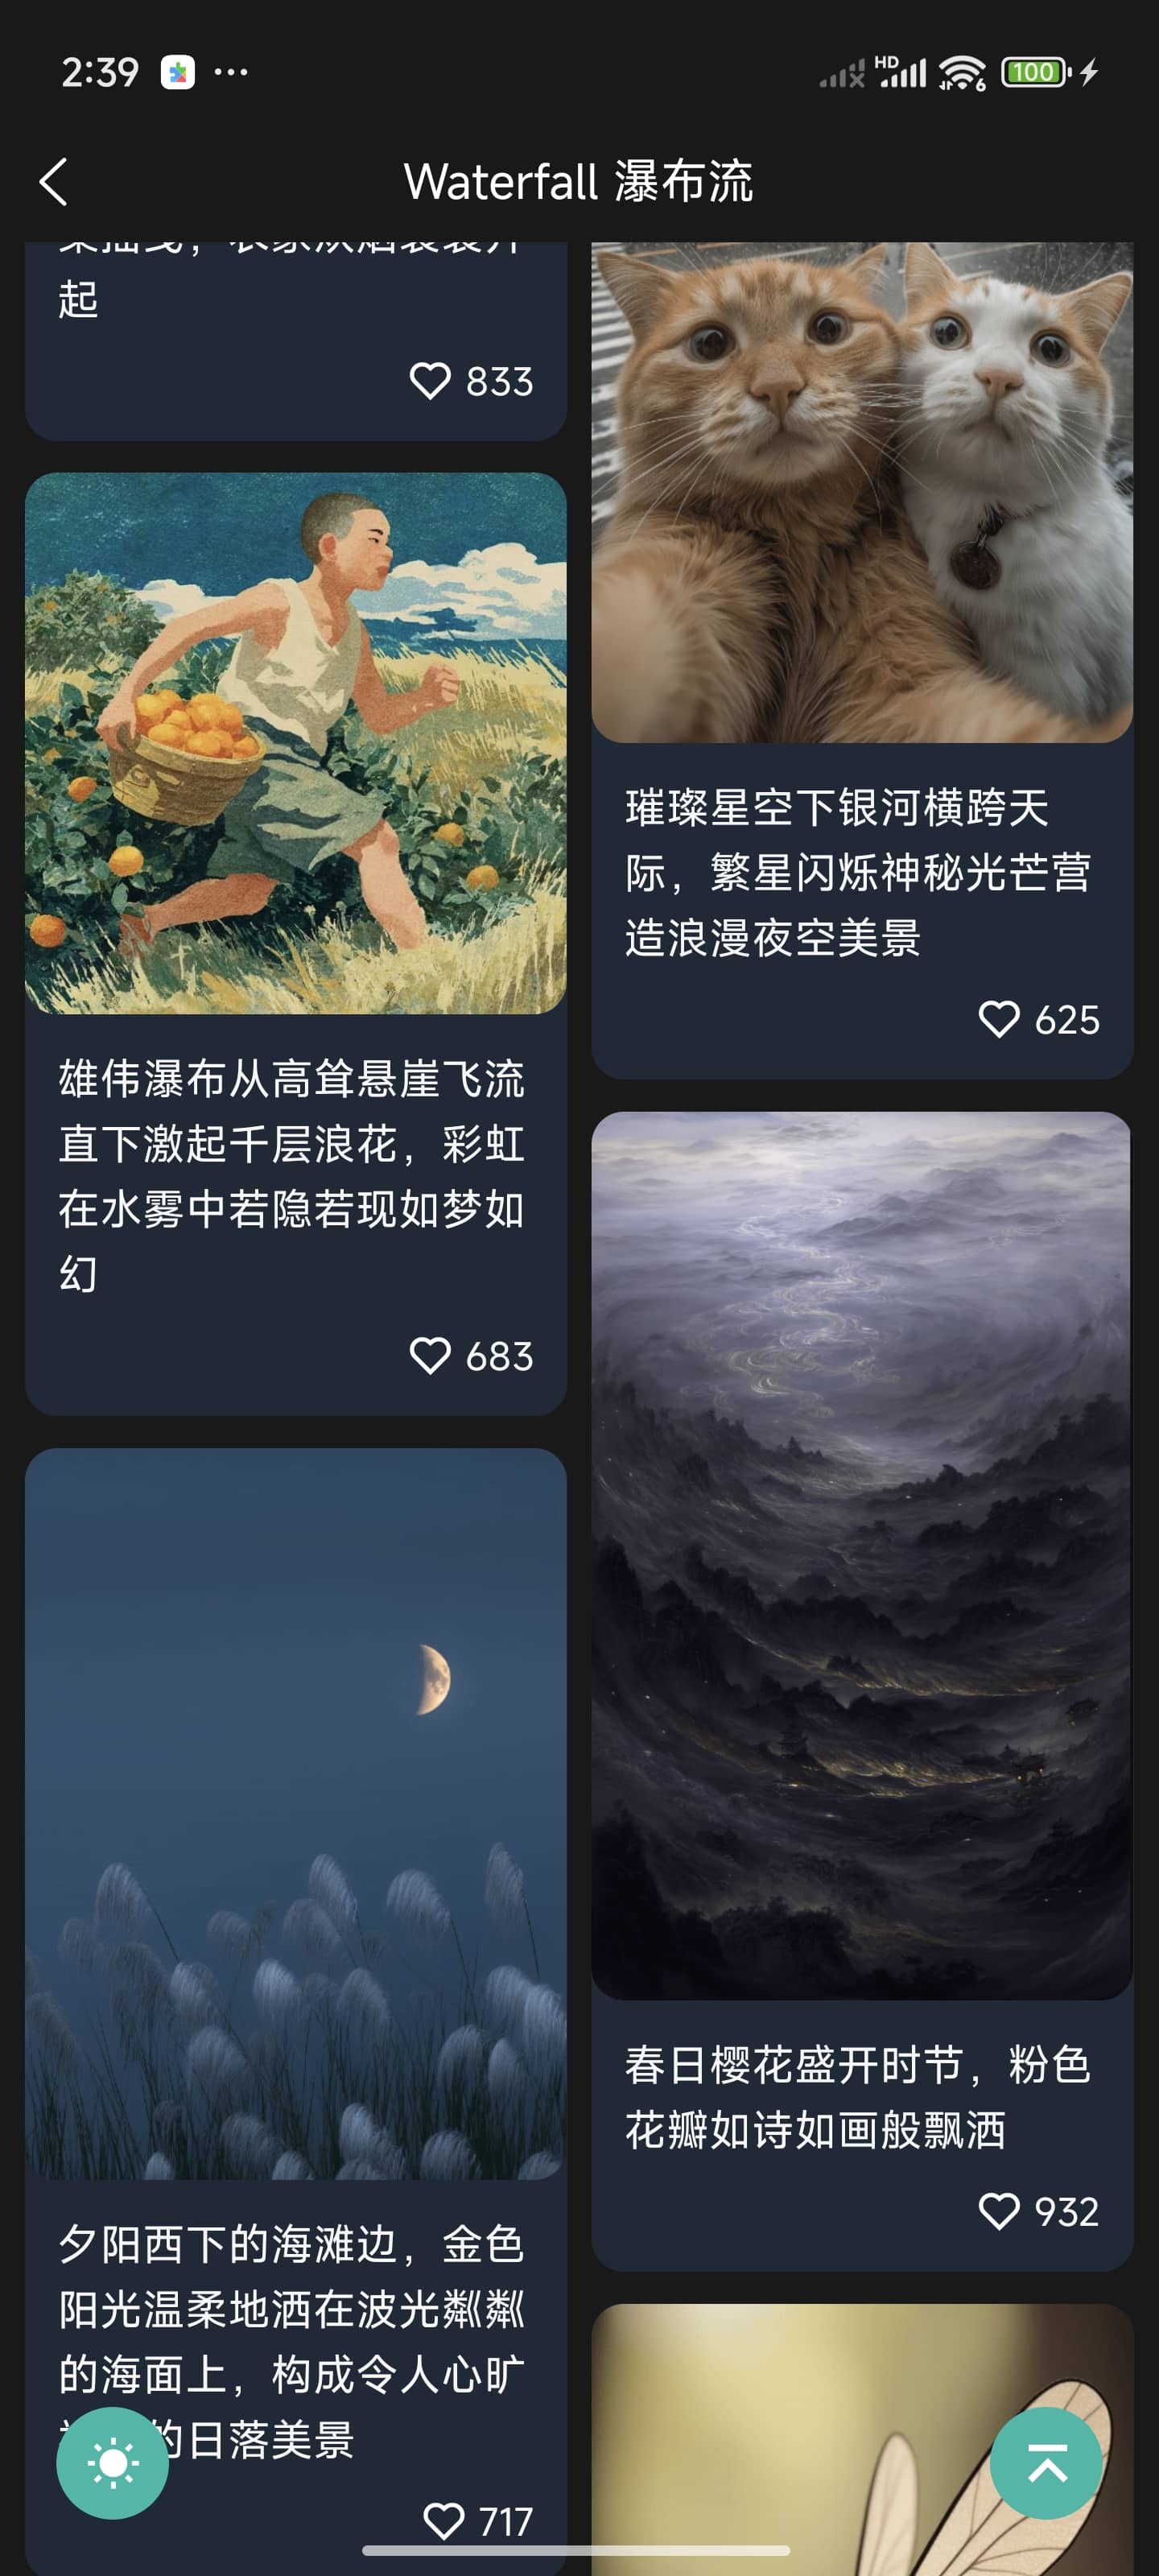 2:39
HD
6
100
Waterfall 瀑布流
起
833
雄伟瀑布从高耸悬崖飞流
直下激起千层浪花，彩虹
在水雾中若隐若现如梦如
幻
683
夕阳西下的海滩边，金色
阳光温柔地洒在波光粼粼
的海面上，构成令人心旷
的日落美景
717
璀璨星空下银河横跨天
际，繁星闪烁神秘光芒营
造浪漫夜空美景
625
春日樱花盛开时节，粉色
花瓣如诗如画般飘洒
932